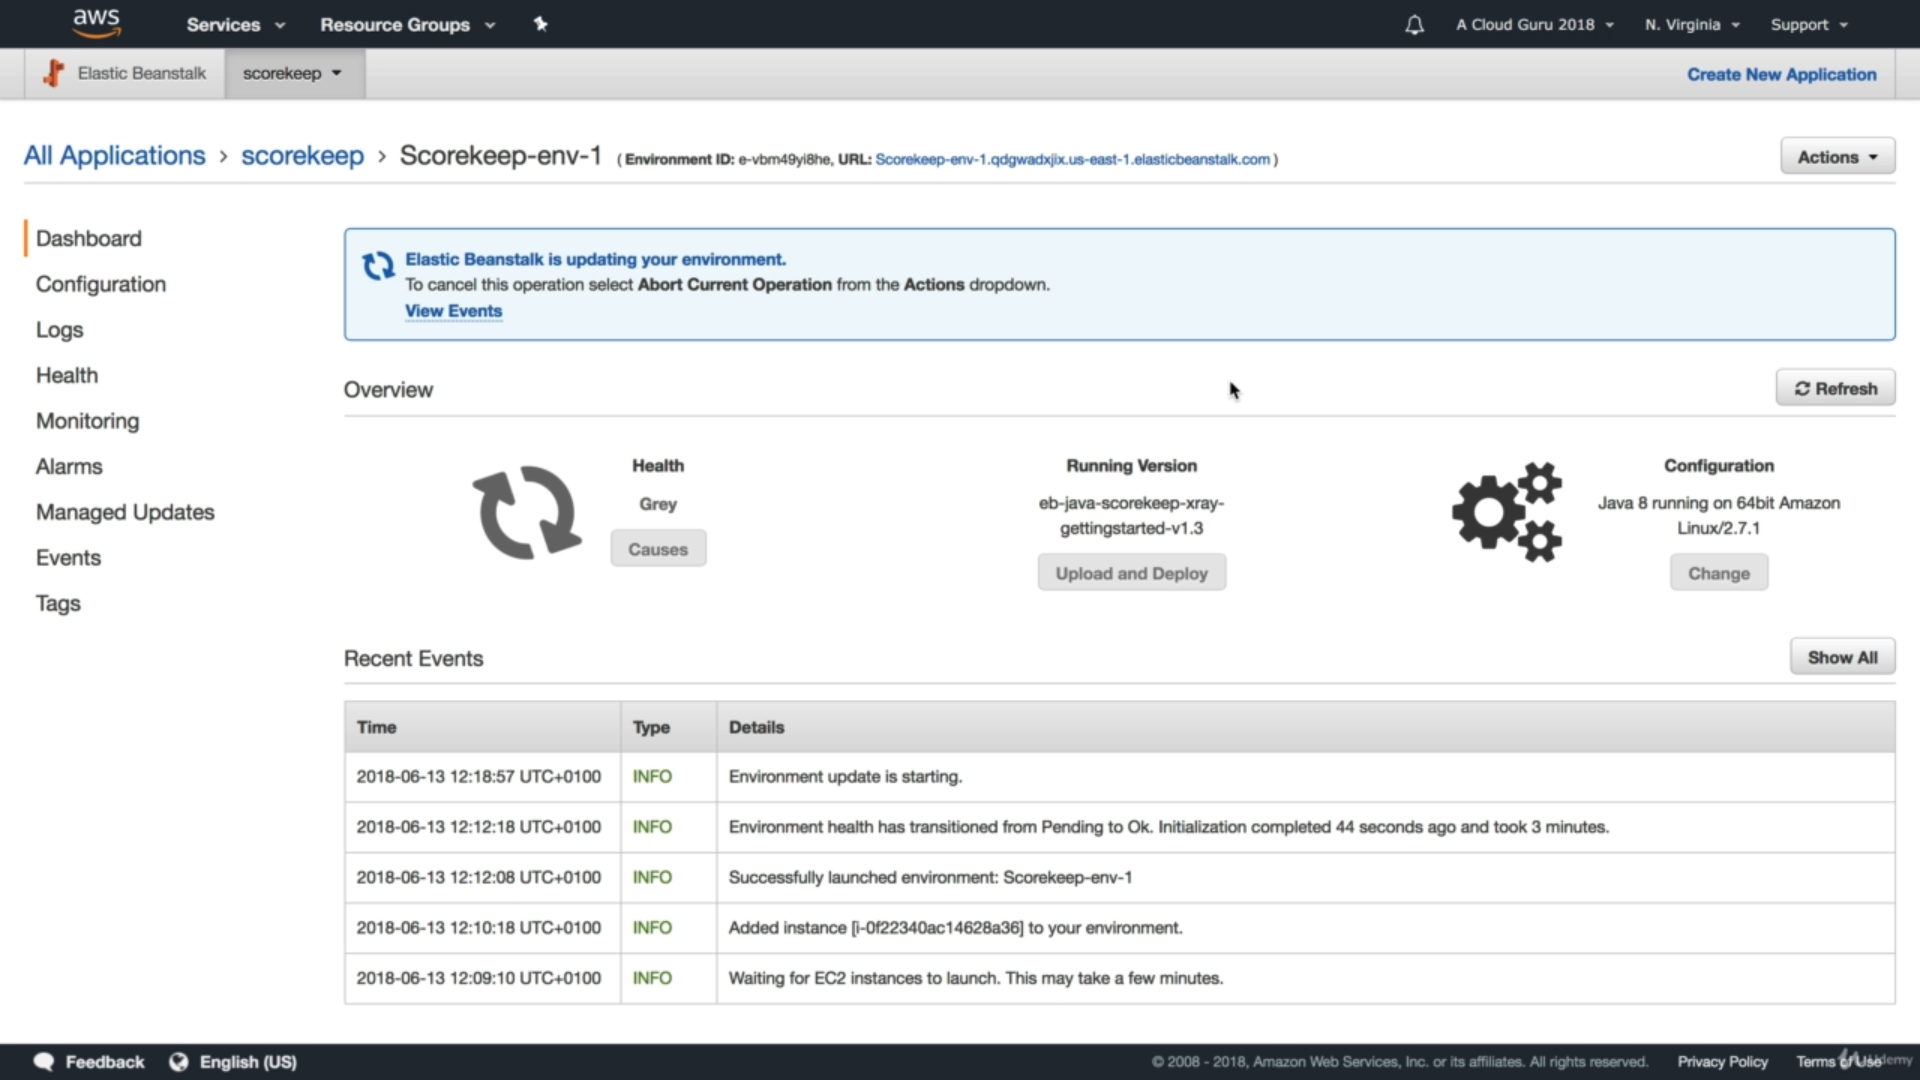 aws Services Resource Groups A Cloud Guru 2018 N. Virginia Support
Elastic Beanstalk scorekeep Create New Application
All Applications › scorekeep › Scorekeep-env-1 ( Environment ID: e-vbm49yi8he, URL: Scorekeep-env-1.qdgwadxjix.us-east-1.elasticbeanstalk.com ) Actions
Dashboard
Configuration
Logs
Health
Monitoring
Alarms
Managed Updates
Events
Tags
Elastic Beanstalk is updating your environment.
To cancel this operation select Abort Current Operation from the Actions dropdown.
View Events
Overview Refresh
Health
Grey
Causes
Running Version
eb-java-scorekeep-xray-
gettingstarted-v1.3
Upload and Deploy
Configuration
Java 8 running on 64bit Amazon
Linux/2.7.1
Change
Recent Events Show All
Time Type Details
2018-06-13 12:18:57 UTC+0100 INFO Environment update is starting.
2018-06-13 12:12:18 UTC+0100 INFO Environment health has transitioned from Pending to Ok. Initialization completed 44 seconds ago and took 3 minutes.
2018-06-13 12:12:08 UTC+0100 INFO Successfully launched environment: Scorekeep-env-1
2018-06-13 12:10:18 UTC+0100 INFO Added instance [i-0f22340ac14628a36] to your environment.
2018-06-13 12:09:10 UTC+0100 INFO Waiting for EC2 instances to launch. This may take a few minutes.
Feedback English (US) © 2008 - 2018, Amazon Web Services, Inc. or its affiliates. All rights reserved. Privacy Policy Terms of Use